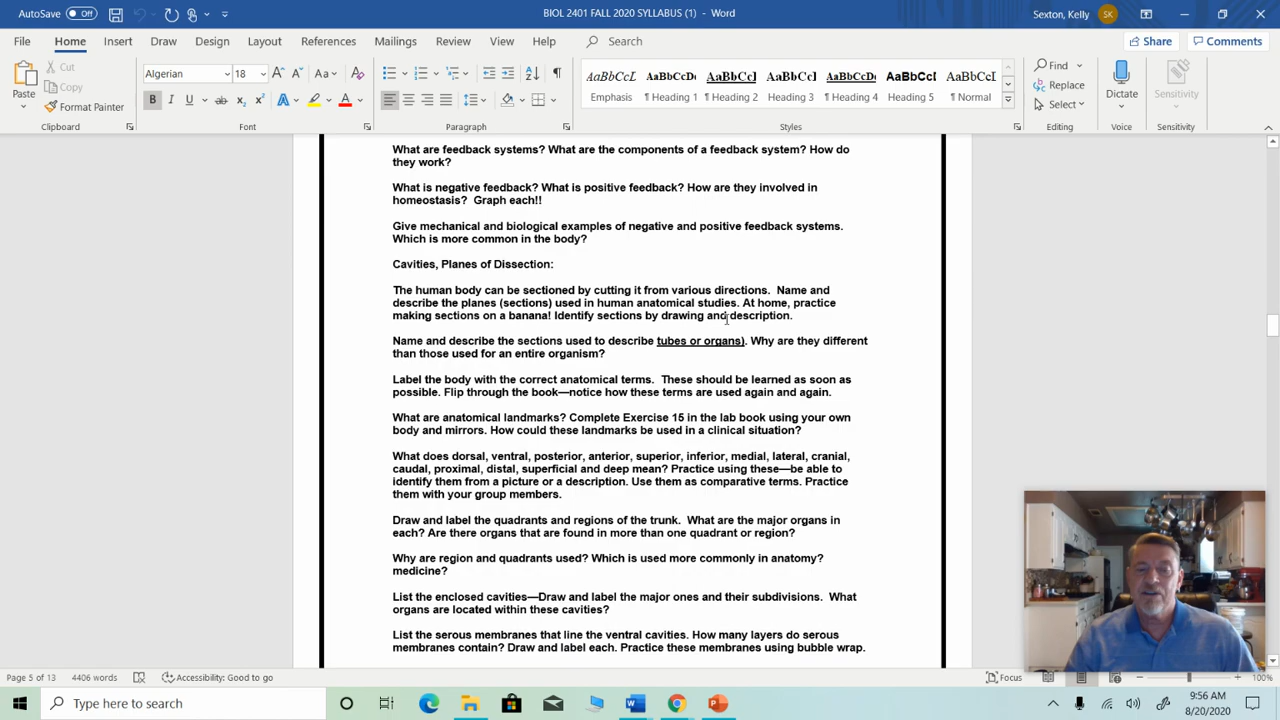 AutoSave Off
BIOL 2401 FALL 2020 SYLLABUS (1) - Word
Sexton, Kelly SK
File Home Insert Draw Design Layout References Mailings Review View Help Search
Share Comments
Paste
Cut
Copy
Format Painter
Clipboard
Algerian 18
Font
Paragraph
AaBbCcL AaBbCcDc AaBbCcI AaBbCcI AaBbCcDc AaBbCcI AaBbCcL
Emphasis ¶ Heading 1 ¶ Heading 2 Heading 3 ¶ Heading 4 Heading 5 ¶ Normal
Styles
Find
Replace
Select
Editing
Dictate
Voice
Sensitivity
Sensitivity
What are feedback systems? What are the components of a feedback system? How do
they work?
What is negative feedback? What is positive feedback? How are they involved in
homeostasis? Graph each!!
Give mechanical and biological examples of negative and positive feedback systems.
Which is more common in the body?
Cavities, Planes of Dissection:
The human body can be sectioned by cutting it from various directions. Name and
describe the planes (sections) used in human anatomical studies. At home, practice
making sections on a banana! Identify sections by drawing and description.
Name and describe the sections used to describe tubes or organs). Why are they different
than those used for an entire organism?
Label the body with the correct anatomical terms. These should be learned as soon as
possible. Flip through the book—notice how these terms are used again and again.
What are anatomical landmarks? Complete Exercise 15 in the lab book using your own
body and mirrors. How could these landmarks be used in a clinical situation?
What does dorsal, ventral, posterior, anterior, superior, inferior, medial, lateral, cranial,
caudal, proximal, distal, superficial and deep mean? Practice using these—be able to
identify them from a picture or a description. Use them as comparative terms. Practice
them with your group members.
Draw and label the quadrants and regions of the trunk. What are the major organs in
each? Are there organs that are found in more than one quadrant or region?
Why are region and quadrants used? Which is used more commonly in anatomy?
medicine?
List the enclosed cavities—Draw and label the major ones and their subdivisions. What
organs are located within these cavities?
List the serous membranes that line the ventral cavities. How many layers do serous
membranes contain? Draw and label each. Practice these membranes using bubble wrap.
Page 5 of 13 4406 words Accessibility: Good to go Focus 100%
Type here to search
9:56 AM
8/20/2020